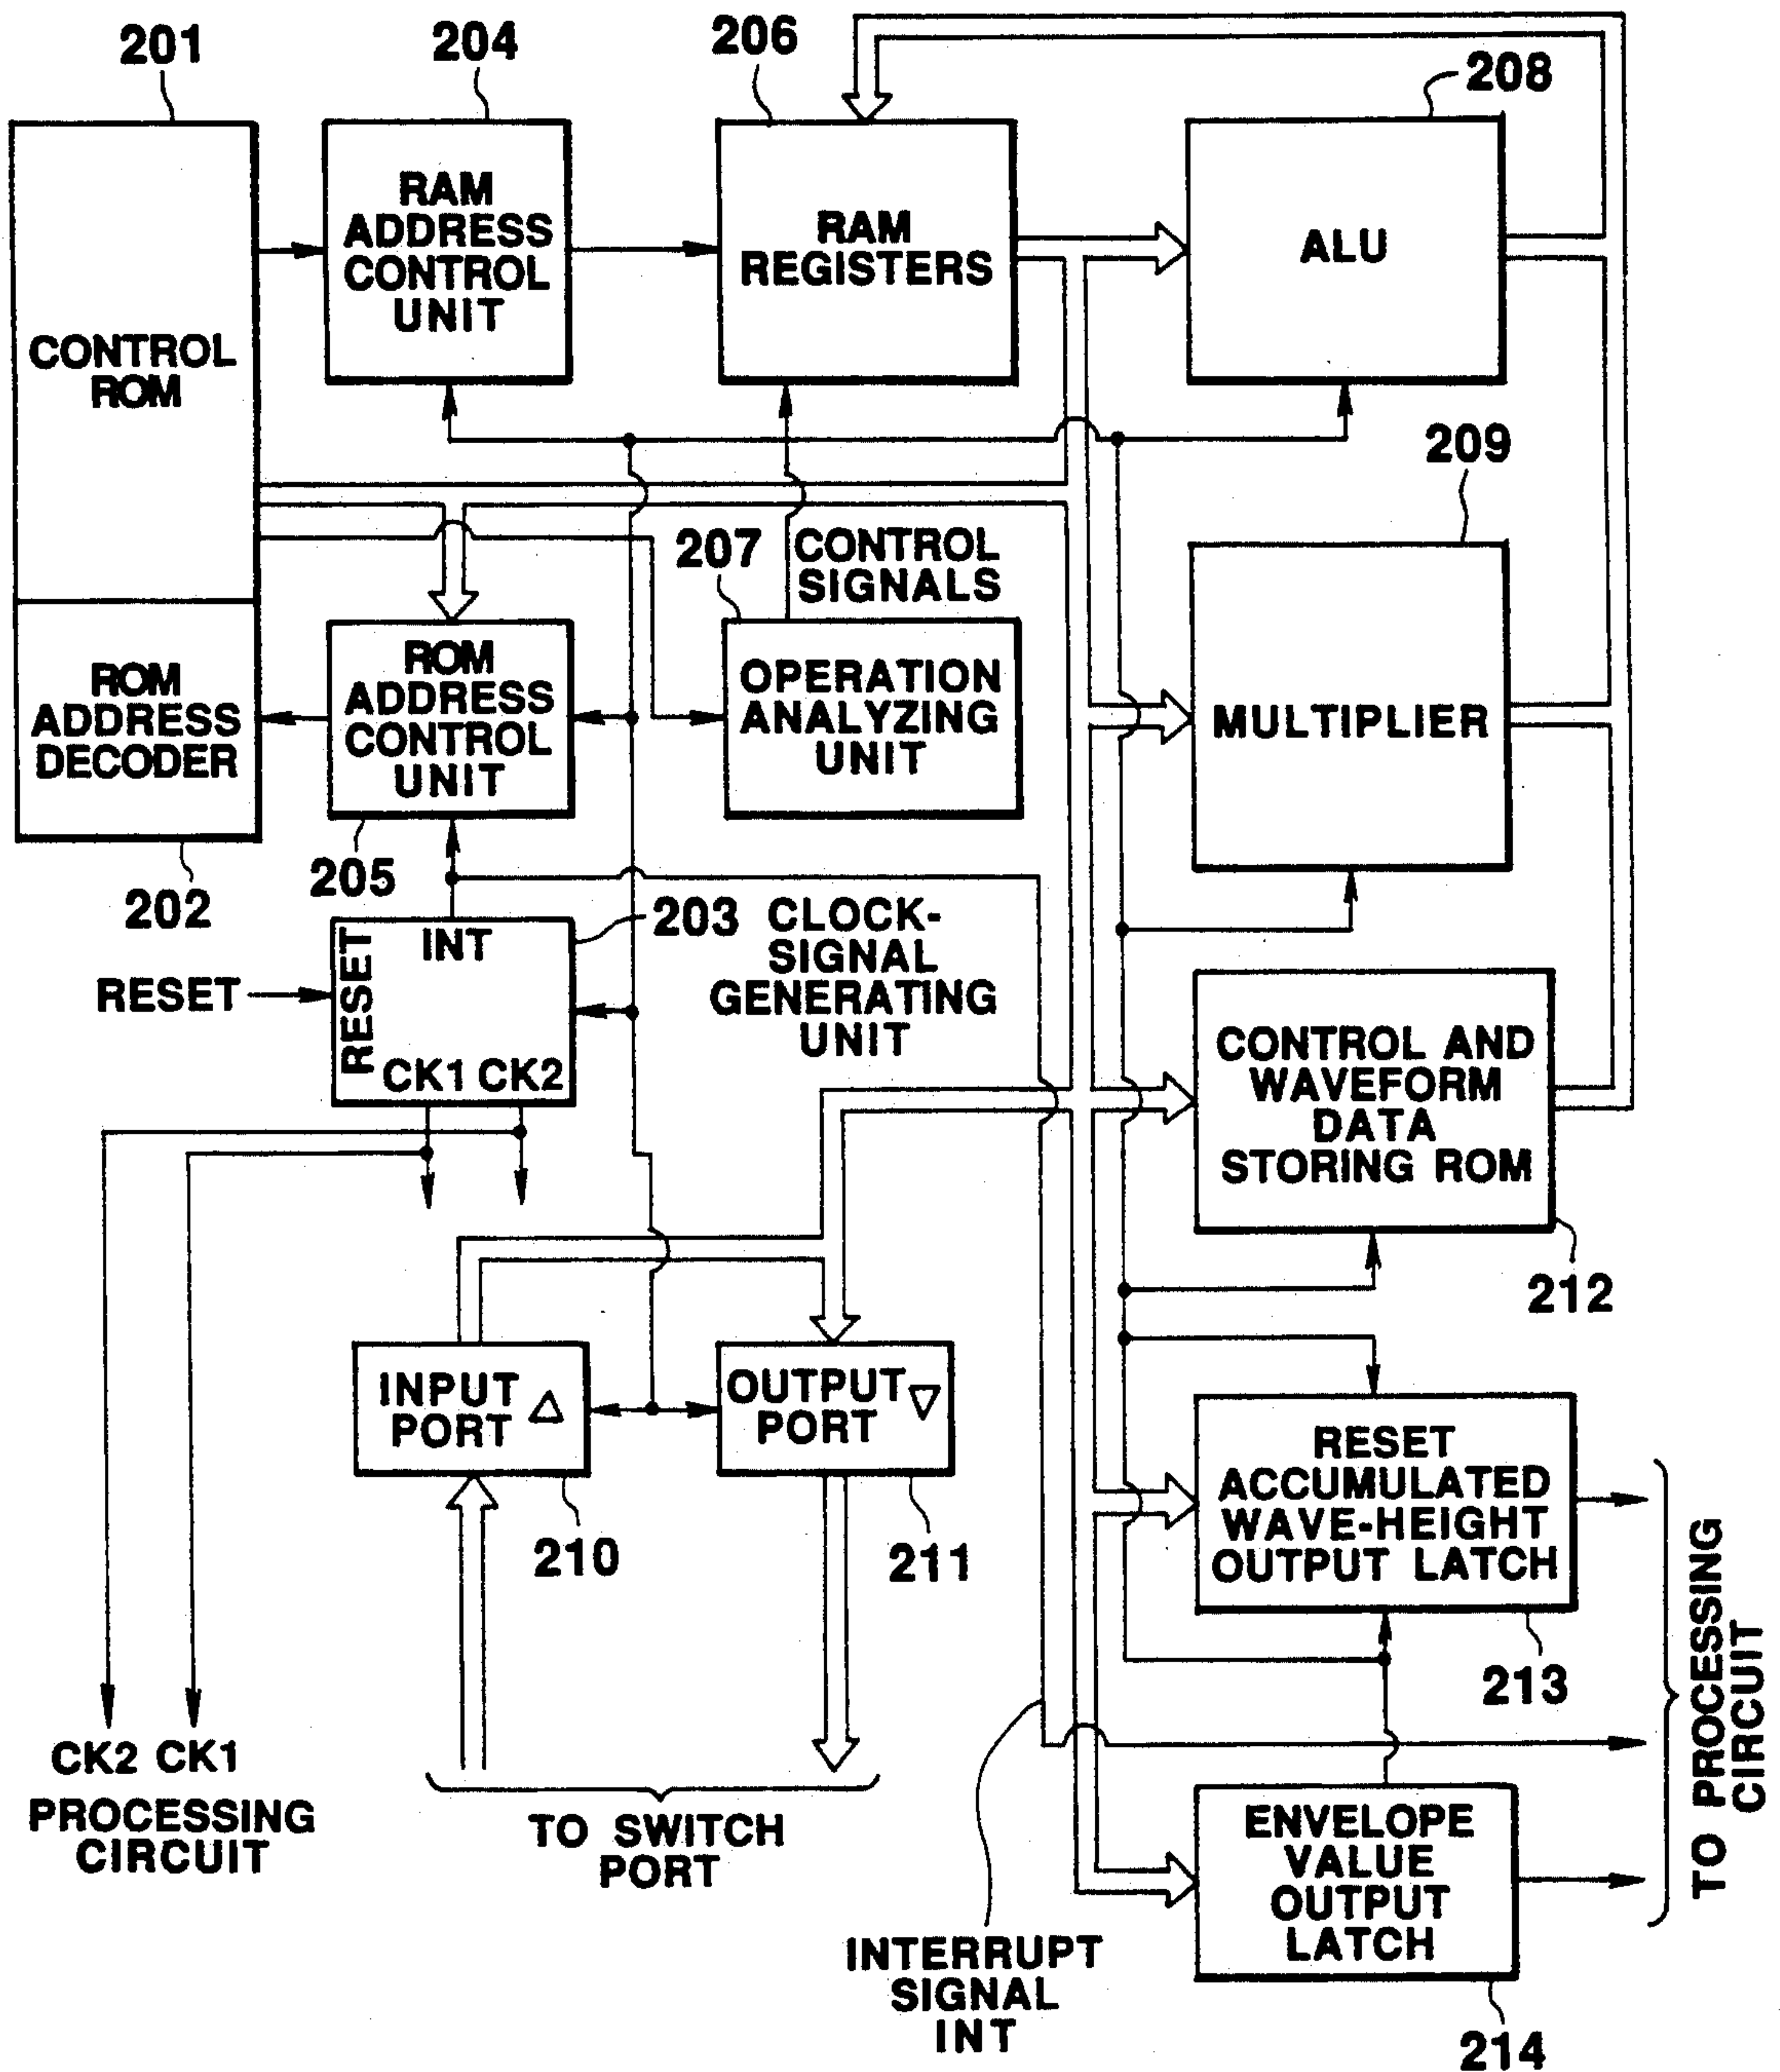 201
204
206
208
CONTROL
ROM
RAM
ADDRESS
CONTROL
UNIT
RAM
REGISTERS
ALU
209
207
CONTROL
SIGNALS
ROM
ADDRESS
DECODER
ROM
ADDRESS
CONTROL
UNIT
OPERATION
ANALYZING
UNIT
MULTIPLIER
202
205
203
CLOCK-
SIGNAL
GENERATING
UNIT
RESET
RESET
INT
CK1 CK2
CONTROL AND
WAVEFORM
DATA
STORING ROM
212
INPUT
PORT △
OUTPUT
PORT ▽
210
211
RESET
ACCUMULATED
WAVE-HEIGHT
OUTPUT LATCH
213
CK2 CK1
PROCESSING
CIRCUIT
TO SWITCH
PORT
INTERRUPT
SIGNAL
INT
ENVELOPE
VALUE
OUTPUT
LATCH
214
TO PROCESSING
CIRCUIT